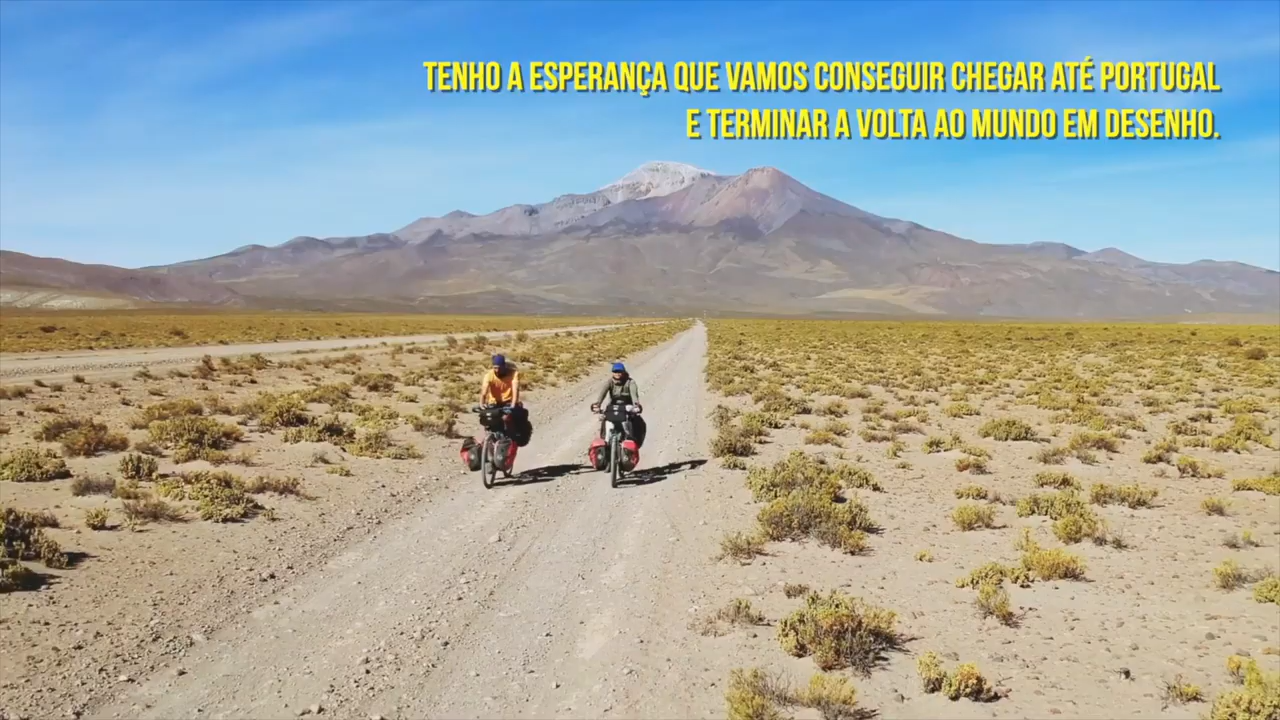 TENHO A ESPERANÇA QUE VAMOS CONSEGUIR CHEGAR ATÉ PORTUGAL
E TERMINAR A VOLTA AO MUNDO EM DESENHO.